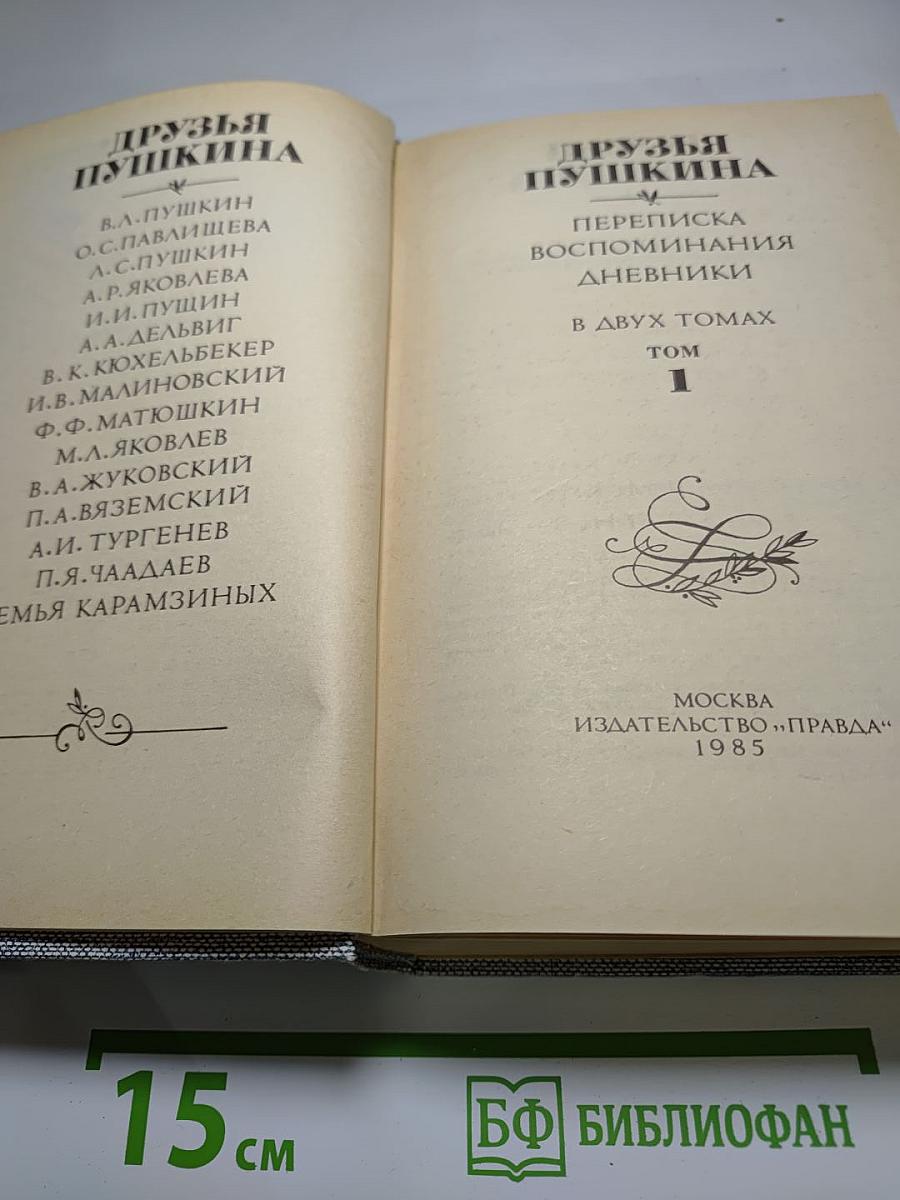 ДРУЗЬЯ
ПУШКИНА
В.Л.ПУШКИН
О.С.ПАВЛИЩЕВА
Л.С.ПУШКИН
А.Р.ЯКОВЛЕВА
И.И.ПУЩИН
А.А.ДЕЛЬВИГ
В.К.КЮХЕЛЬБЕКЕР
И.В.МАЛИНОВСКИЙ
Ф.Ф.МАТЮШКИН
М.Л.ЯКОВЛЕВ
В.А.ЖУКОВСКИЙ
П.А.ВЯЗЕМСКИЙ
А.И.ТУРГЕНЕВ
П.Я.ЧААДАЕВ
ЕМЬЯ КАРАМЗИНЫХ
ДРУЗЬЯ
ПУШКИНА
ПЕРЕПИСКА
ВОСПОМИНАНИЯ
ДНЕВНИКИ
В ДВУХ ТОМАХ
ТОМ
1
МОСКВА
ИЗДАТЕЛЬСТВО „ПРАВДА“
1985
15 см
БФ БИБЛИОФАН